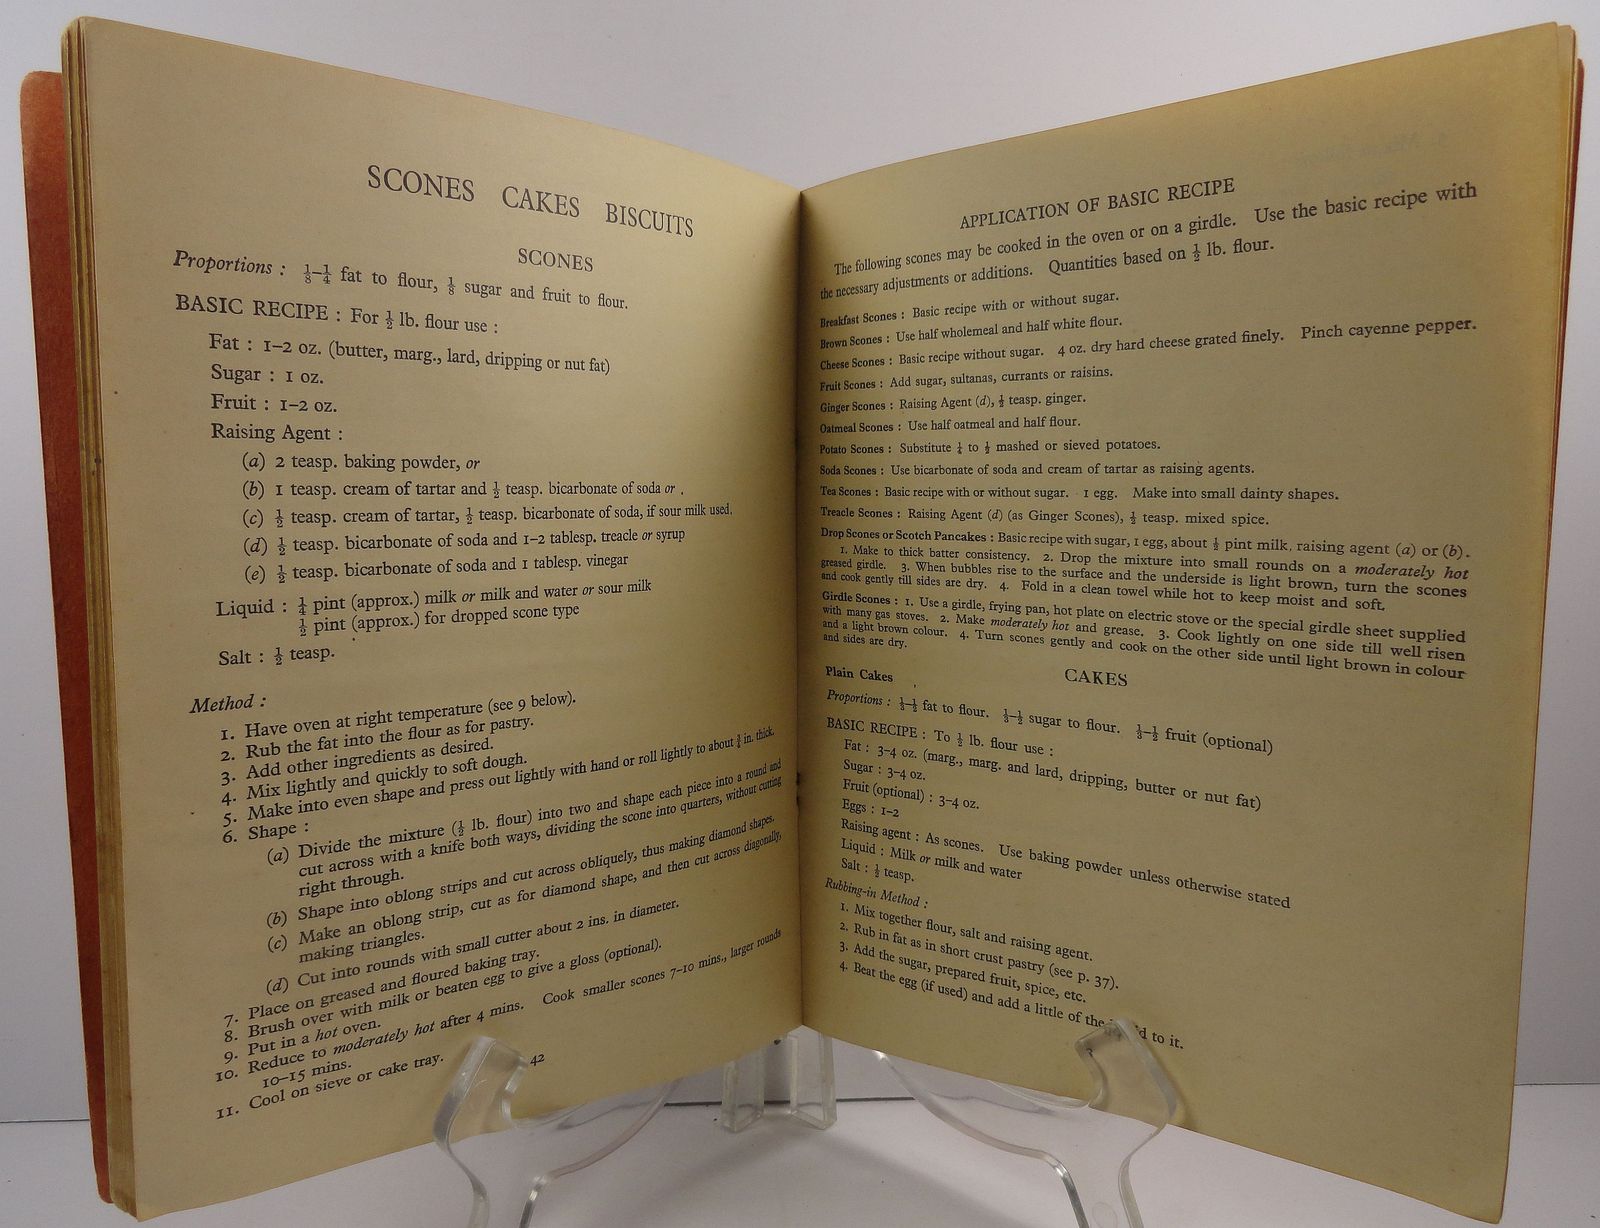 SCONES CAKES BISCUITS
SCONES
Proportions : ⅛–¼ fat to flour, ⅛ sugar and fruit to flour.
BASIC RECIPE : For ½ lb. flour use :
Fat : 1–2 oz. (butter, marg., lard, dripping or nut fat)
Sugar : 1 oz.
Fruit : 1–2 oz.
Raising Agent :
(a) 2 teasp. baking powder, or
(b) 1 teasp. cream of tartar and ½ teasp. bicarbonate of soda or .
(c) ½ teasp. cream of tartar, ½ teasp. bicarbonate of soda, if sour milk used.
(d) ½ teasp. bicarbonate of soda and 1–2 tablesp. treacle or syrup
(e) ½ teasp. bicarbonate of soda and 1 tablesp. vinegar
Liquid : ¼ pint (approx.) milk or milk and water or sour milk
½ pint (approx.) for dropped scone type
Salt : ½ teasp.
Method :
1. Have oven at right temperature (see 9 below).
2. Rub the fat into the flour as for pastry.
3. Add other ingredients as desired.
4. Mix lightly and quickly to soft dough.
5. Make into even shape and press out lightly with hand or roll lightly to about ¾ in. thick.
6. Shape :
(a) Divide the mixture (½ lb. flour) into two and shape each piece into a round and
cut across with a knife both ways, dividing the scone into quarters, without cutting
right through.
(b) Shape into oblong strips and cut across obliquely, thus making diamond shapes.
(c) Make an oblong strip, cut as for diamond shape, and then cut across diagonally,
making triangles.
(d) Cut into rounds with small cutter about 2 ins. in diameter.
7. Place on greased and floured baking tray.
8. Brush over with milk or beaten egg to give a gloss (optional).
9. Put in a hot oven.
10. Reduce to moderately hot after 4 mins. Cook smaller scones 7–10 mins., larger rounds
10–15 mins.
11. Cool on sieve or cake tray.
42
APPLICATION OF BASIC RECIPE
The following scones may be cooked in the oven or on a girdle. Use the basic recipe with
the necessary adjustments or additions. Quantities based on ½ lb. flour.
Breakfast Scones : Basic recipe with or without sugar.
Brown Scones : Use half wholemeal and half white flour.
Cheese Scones : Basic recipe without sugar. 4 oz. dry hard cheese grated finely. Pinch cayenne pepper.
Fruit Scones : Add sugar, sultanas, currants or raisins.
Ginger Scones : Raising Agent (d), ½ teasp. ginger.
Oatmeal Scones : Use half oatmeal and half flour.
Potato Scones : Substitute ¼ to ½ mashed or sieved potatoes.
Soda Scones : Use bicarbonate of soda and cream of tartar as raising agents.
Tea Scones : Basic recipe with or without sugar. 1 egg. Make into small dainty shapes.
Treacle Scones : Raising Agent (d) (as Ginger Scones), ½ teasp. mixed spice.
Drop Scones or Scotch Pancakes : Basic recipe with sugar, 1 egg, about ½ pint milk, raising agent (a) or (b).
1. Make to thick batter consistency. 2. Drop the mixture into small rounds on a moderately hot
greased girdle. 3. When bubbles rise to the surface and the underside is light brown, turn the scones
and cook gently till sides are dry. 4. Fold in a clean towel while hot to keep moist and soft.
Girdle Scones : 1. Use a girdle, frying pan, hot plate on electric stove or the special girdle sheet supplied
with many gas stoves. 2. Make moderately hot and grease. 3. Cook lightly on one side till well risen
and a light brown colour. 4. Turn scones gently and cook on the other side until light brown in colour
and sides are dry.
CAKES
Plain Cakes
Proportions : ⅓–½ fat to flour. ⅓–½ sugar to flour. ⅓–½ fruit (optional)
BASIC RECIPE : To ½ lb. flour use :
Fat : 3–4 oz. (marg., marg. and lard, dripping, butter or nut fat)
Sugar : 3–4 oz.
Fruit (optional) : 3–4 oz.
Eggs : 1–2
Raising agent : As scones. Use baking powder unless otherwise stated
Liquid : Milk or milk and water
Salt : ½ teasp.
Rubbing-in Method :
1. Mix together flour, salt and raising agent.
2. Rub in fat as in short crust pastry (see p. 37).
3. Add the sugar, prepared fruit, spice, etc.
4. Beat the egg (if used) and add a little of the to it.